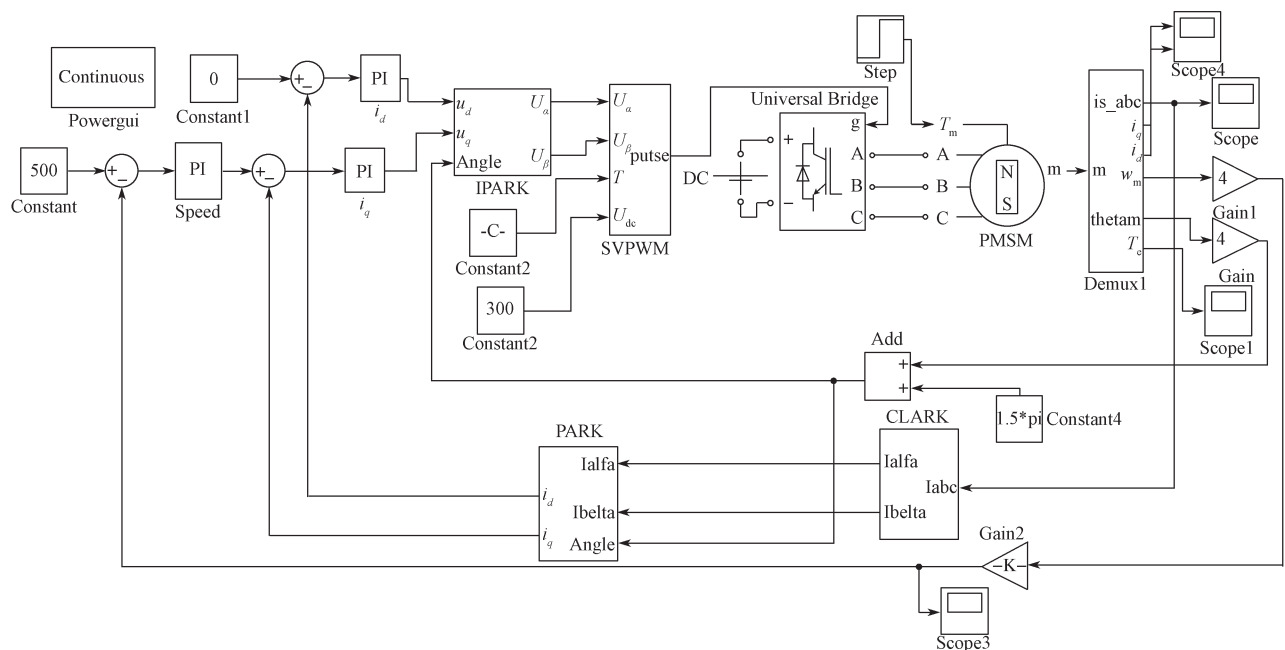 Continuous
Powergui
0
Constant1
+
−
PI
i_d
500
Constant
+
−
PI
Speed
+
−
PI
i_q
u_d
u_q
Angle
U_α
U_β
IPARK
-C-
Constant2
300
Constant2
U_α
U_β
T
U_dc
putse
SVPWM
DC
Universal Bridge
+
−
g
A
B
C
Step
T_m
A
B
C
N
S
m
PMSM
m
is_abc
i_q
i_d
w_m
thetam
T_e
Demux1
Scope4
Scope
4
Gain1
4
Gain
Scope1
Add
+
+
1.5*pi
Constant4
CLARK
Ialfa
Iabc
Ibelta
PARK
Ialfa
i_d
Ibelta
i_q
Angle
Gain2
-K-
Scope3